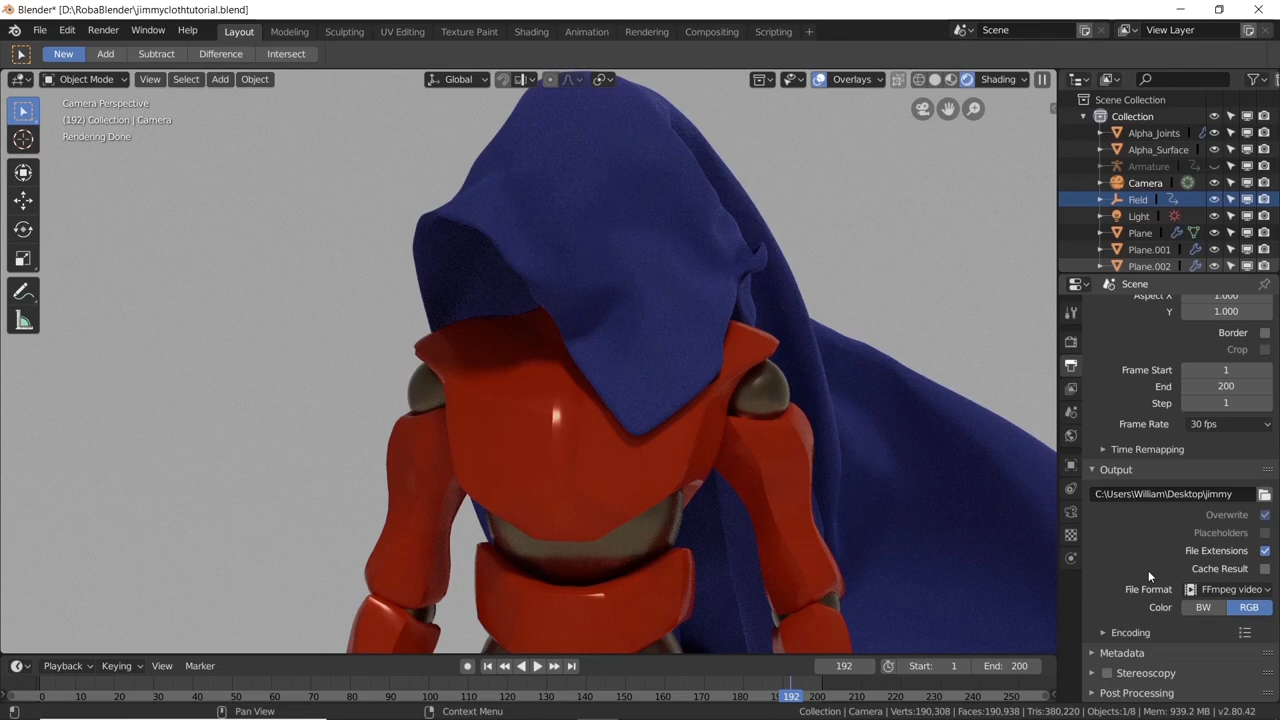 Blender* [D:\RobaBlender\jimmyclothtutorial.blend]
File Edit Render Window Help Layout Modeling Sculpting UV Editing Texture Paint Shading Animation Rendering Compositing Scripting + Scene View Layer
New Add Subtract Difference Intersect
Object Mode View Select Add Object Global Overlays Shading
Camera Perspective
(192) Collection | Camera
Rendering Done
Scene Collection
Collection
Alpha_Joints
Alpha_Surface
Armature
Camera
Field
Light
Plane
Plane.001
Plane.002
Scene
Aspect X 1.000
Y 1.000
Border
Crop
Frame Start 1
End 200
Step 1
Frame Rate 30 fps
Time Remapping
Output
C:\Users\William\Desktop\jimmy
Overwrite
Placeholders
File Extensions
Cache Result
File Format FFmpeg video
Color BW RGB
Encoding
Metadata
Stereoscopy
Post Processing
Playback Keying View Marker 192 Start: 1 End: 200
0 10 20 30 40 50 60 70 80 90 100 110 120 130 140 150 160 170 180 192 200 210 220 230 240 250
Pan View Context Menu Collection | Camera | Verts:190,308 | Faces:190,938 | Tris:380,220 | Objects:1/8 | Mem: 939.2 MB | v2.80.42